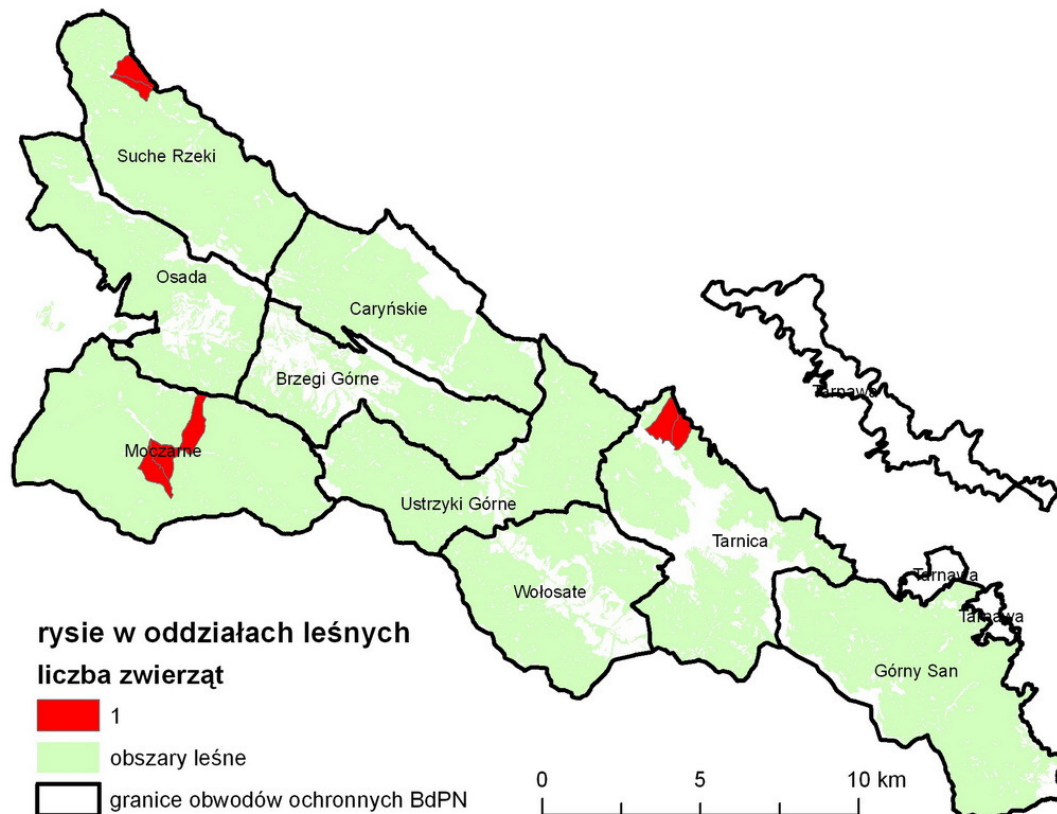 Suche Rzeki
Osada
Caryńskie
Brzegi Górne
Tarnawa
Moczarne
Ustrzyki Górne
Tarnica
Tarnawa
Wołosate
Tarnawa
Górny San
rysie w oddziałach leśnych
liczba zwierząt
1
obszary leśne
granice obwodów ochronnych BdPN
0 5 10 km